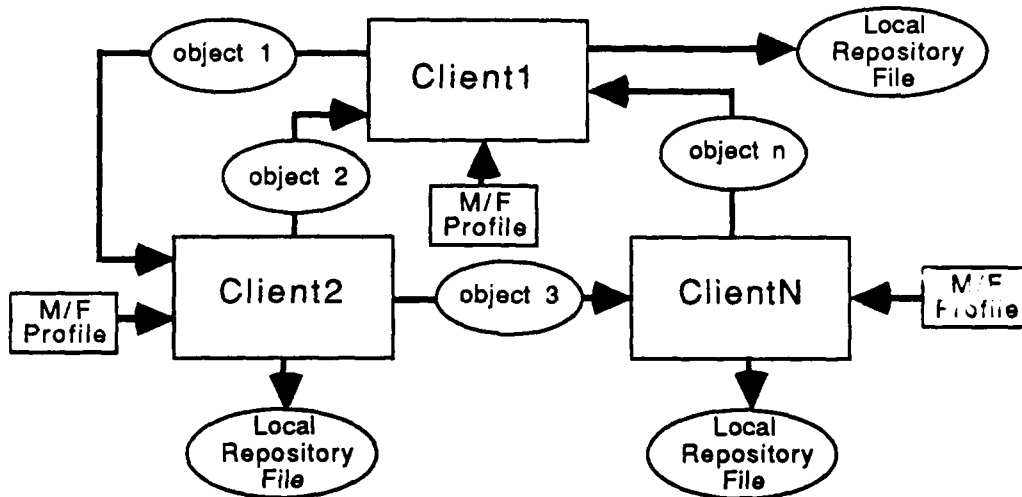 object 1
Client1
Local
Repository
File
object 2
object n
M/F
Profile
Client2
object 3
ClientN
M/F
Profile
M/F
Profile
Local
Repository
File
Local
Repository
File